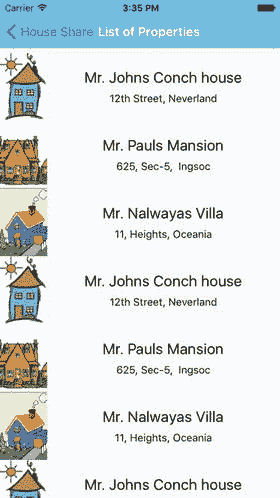 Carrier 3:35 PM
House Share List of Properties
Mr. Johns Conch house
12th Street, Neverland
Mr. Pauls Mansion
625, Sec-5, Ingsoc
Mr. Nalwayas Villa
11, Heights, Oceania
Mr. Johns Conch house
12th Street, Neverland
Mr. Pauls Mansion
625, Sec-5, Ingsoc
Mr. Nalwayas Villa
11, Heights, Oceania
Mr. Johns Conch house